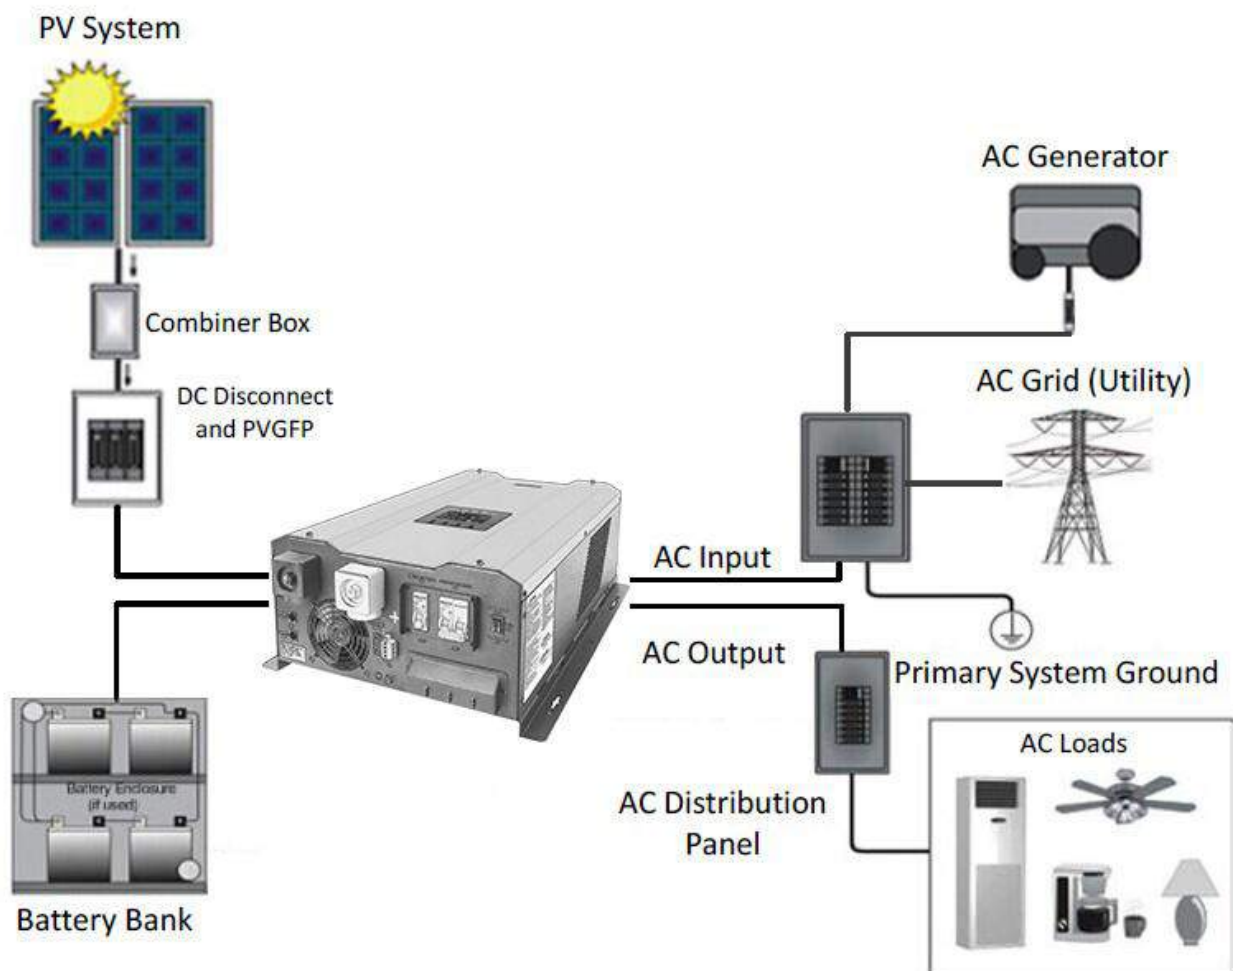 PV System
AC Generator
Combiner Box
DC Disconnect
and PVGFP
AC Grid (Utility)
AC Input
AC Output
Primary System Ground
Battery Enclosure
(if used)
AC Loads
AC Distribution
Panel
Battery Bank